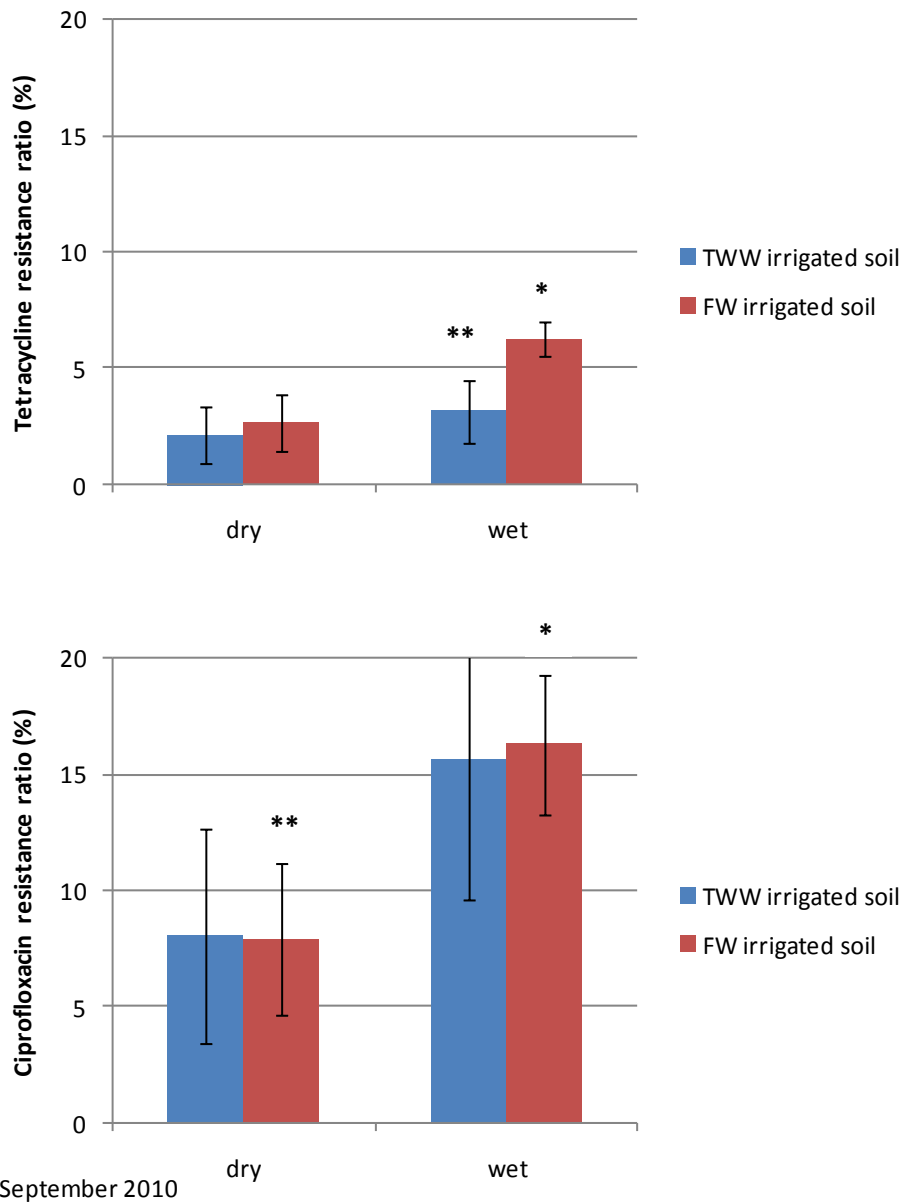 Tetracycline resistance ratio (%)
20
15
10
5
0
**
*
dry
wet
TWW irrigated soil
FW irrigated soil
Ciprofloxacin resistance ratio (%)
20
15
10
5
0
**
*
dry
wet
TWW irrigated soil
FW irrigated soil
September 2010